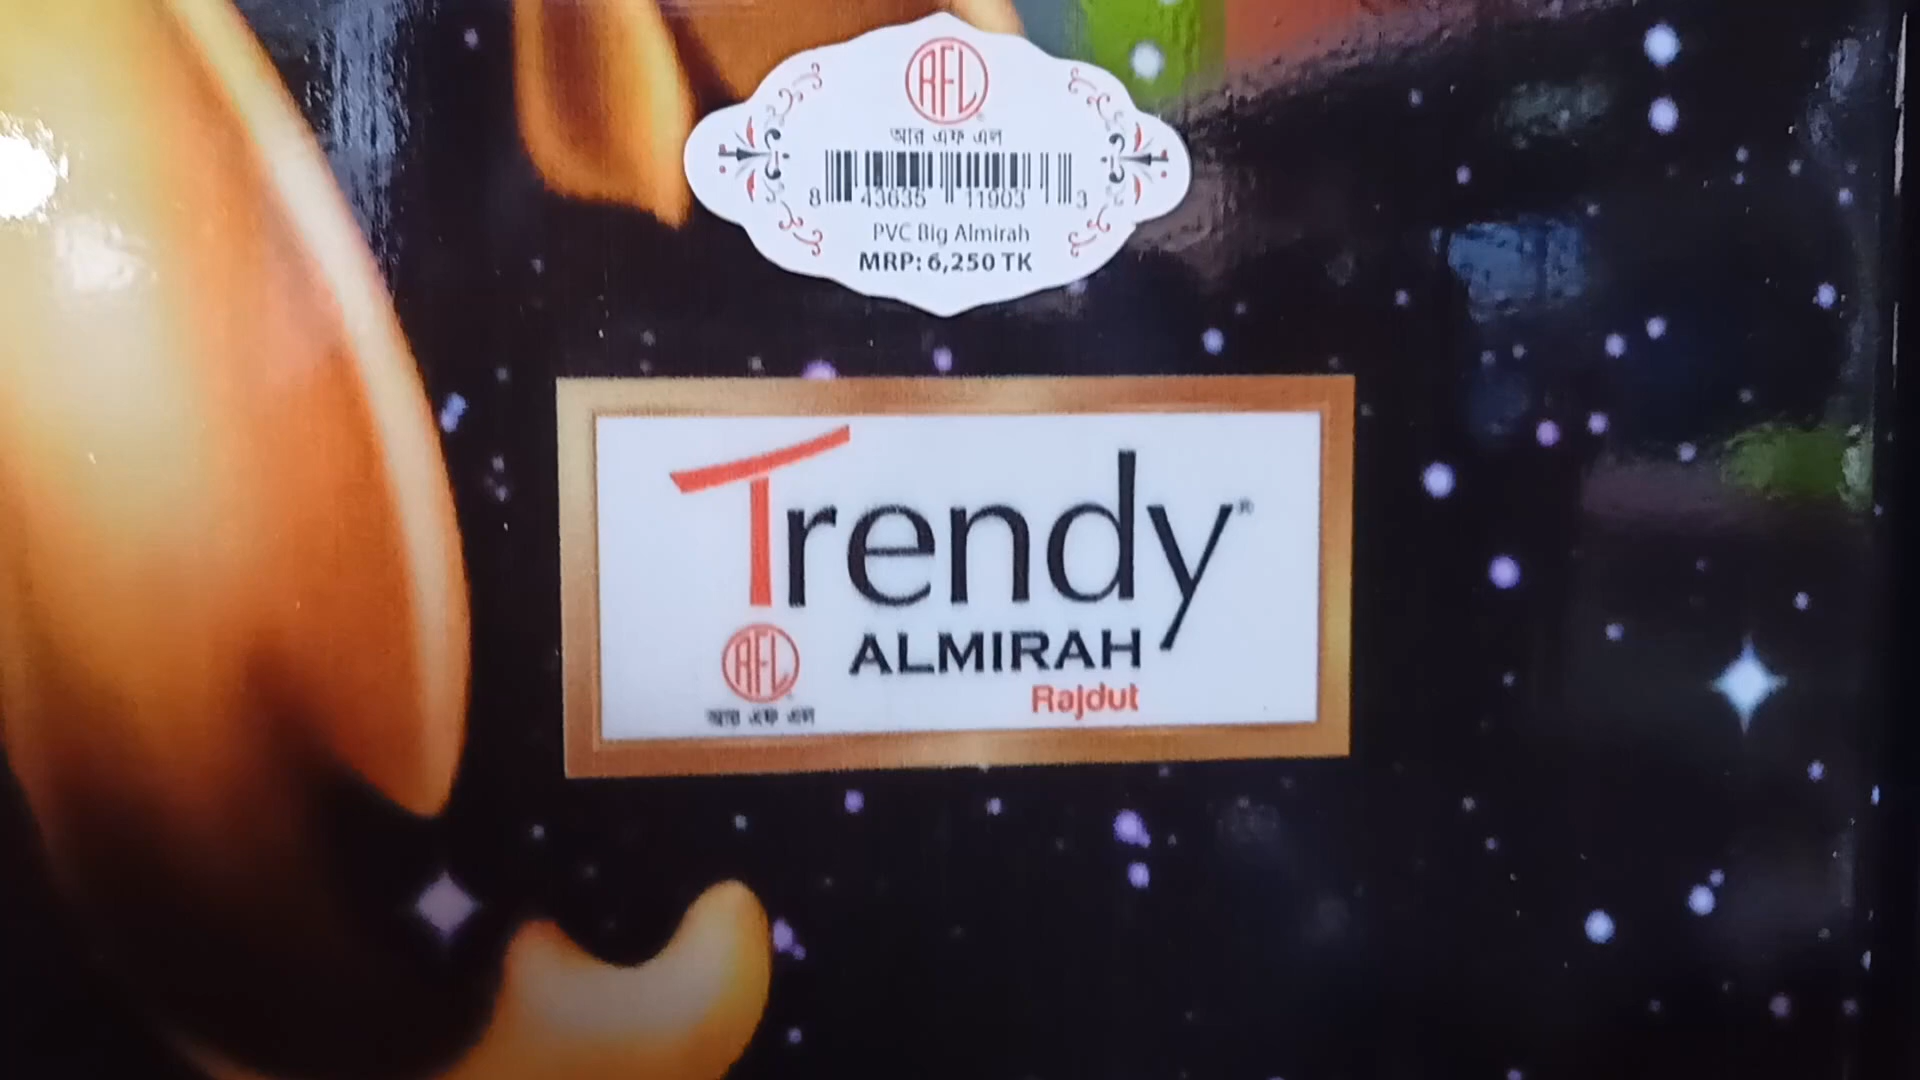 RFL
আর এফ এল
8 43635 11903 3
PVC Big Almirah
MRP: 6,250 TK
Trendy®
ALMIRAH
Rajdut
RFL
আর এফ এল